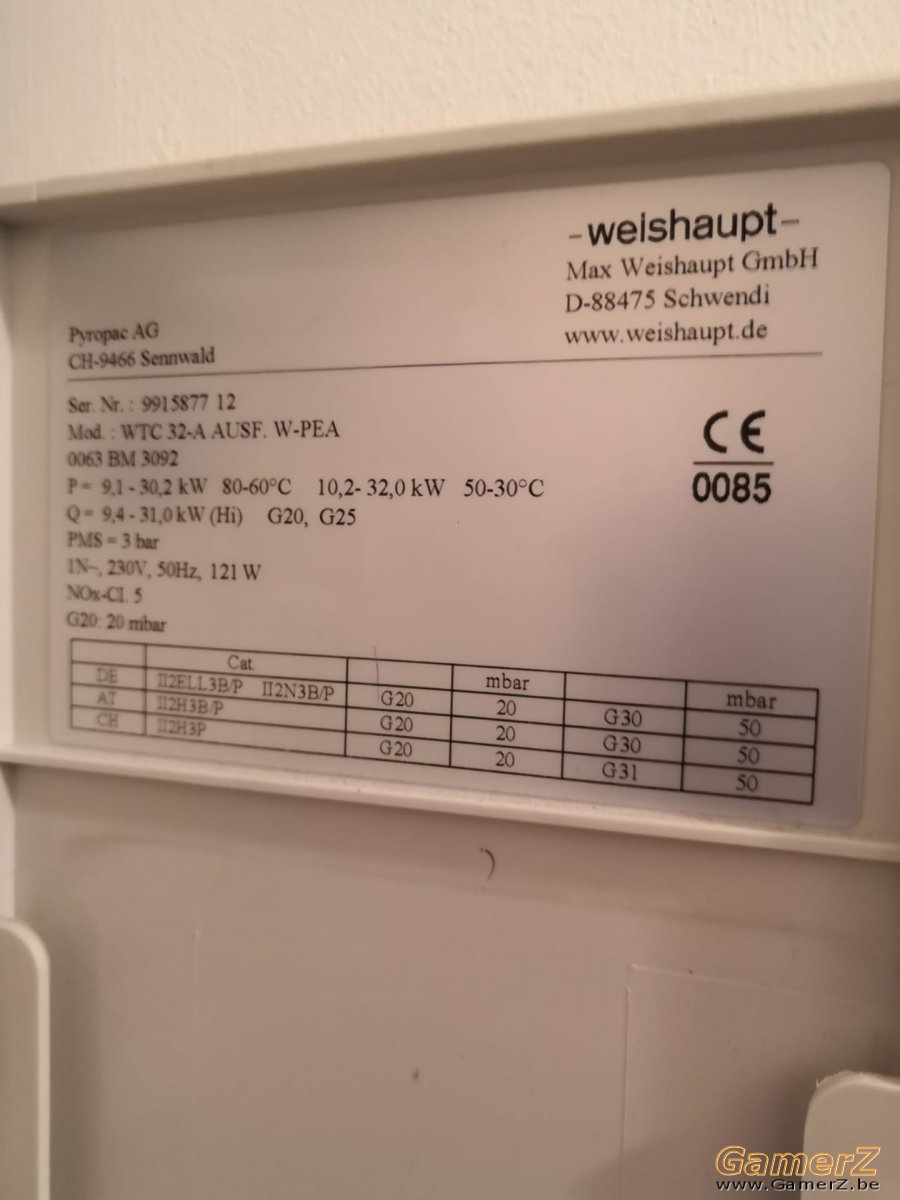 -weishaupt-
Max Weishaupt GmbH
D-88475 Schwendi
www.weishaupt.de
Pyropac AG
CH-9466 Sennwald
Ser. Nr. : 9915877 12
Mod. : WTC 32-A AUSF. W-PEA
0063 BM 3092
P= 9,1 - 30,2 kW 80-60°C 10,2- 32,0 kW 50-30°C
Q= 9,4 - 31,0 kW (Hi) G20, G25
PMS = 3 bar
1N~, 230V, 50Hz, 121 W
NOx-Cl. 5
G20: 20 mbar
CE
0085
Cat. mbar mbar
DE II2ELL3B/P II2N3B/P G20 20 G30 50
AT II2H3B/P G20 20 G30 50
CH II2H3P G20 20 G31 50
GamerZ
www.GamerZ.be